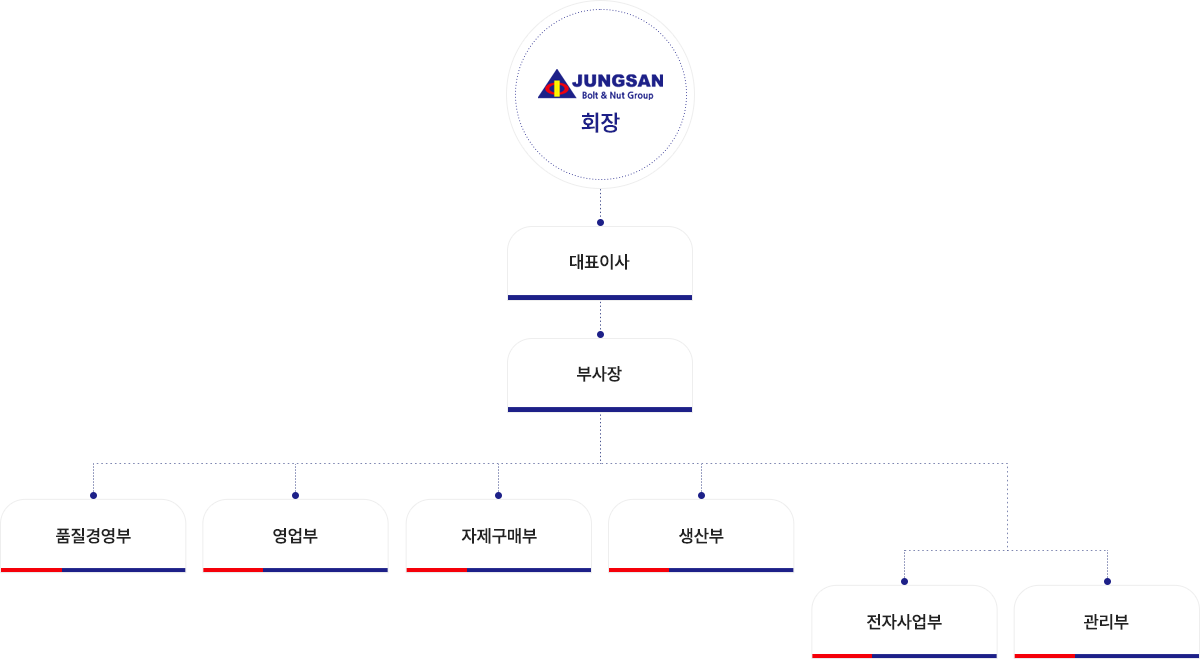 JUNGSAN
Bolt & Nut Group
회장
대표이사
부사장
품질경영부
영업부
자제구매부
생산부
전자사업부
관리부